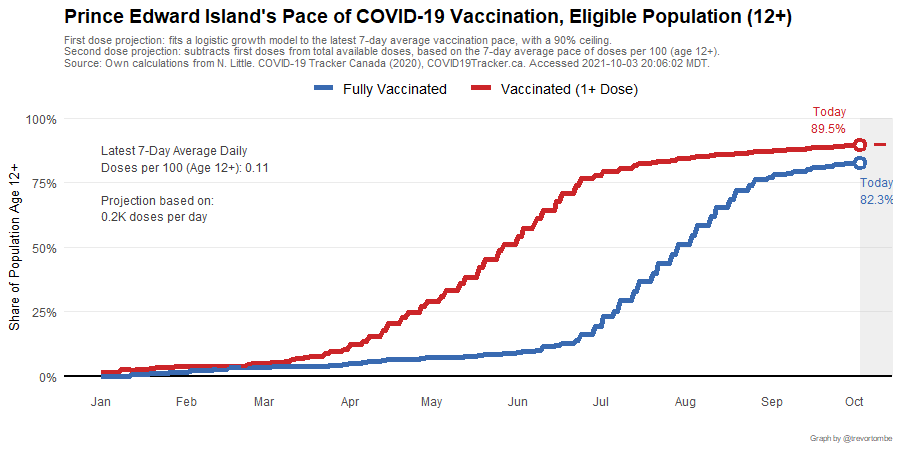 Prince Edward Island's Pace of COVID-19 Vaccination, Eligible Population (12+)
First dose projection: fits a logistic growth model to the latest 7-day average vaccination pace, with a 90% ceiling.
Second dose projection: subtracts first doses from total available doses, based on the 7-day average pace of doses per 100 (age 12+).
Source: Own calculations from N. Little. COVID-19 Tracker Canada (2020), COVID19Tracker.ca. Accessed 2021-10-03 20:06:02 MDT.
Fully Vaccinated
Vaccinated (1+ Dose)
Today
89.5%
Latest 7-Day Average Daily
Doses per 100 (Age 12+): 0.11
Projection based on:
0.2K doses per day
Today
82.3%
Share of Population Age 12+
100%
75%
50%
25%
0%
Jan Feb Mar Apr May Jun Jul Aug Sep Oct
Graph by @trevortombe